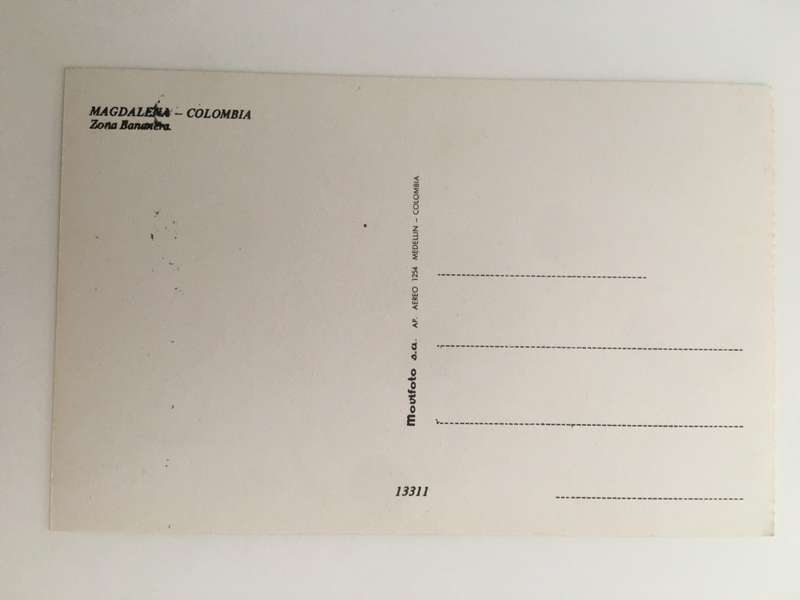 MAGDALENA – COLOMBIA
Zona Bananera.
Movifoto s.a. AP. AEREO 1254 MEDELLIN – COLOMBIA
13311